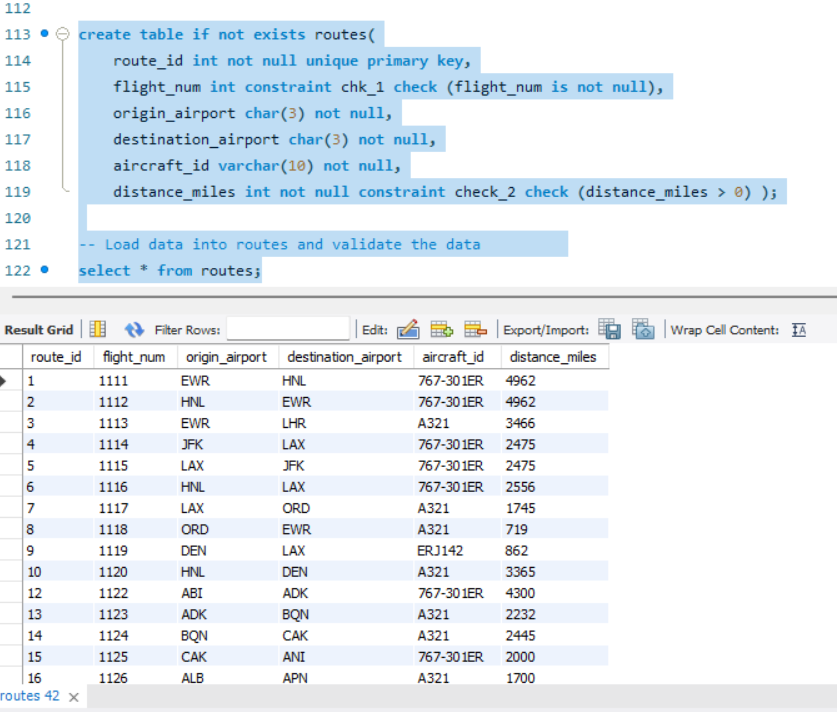 112
113 create table if not exists routes(
114 route_id int not null unique primary key,
115 flight_num int constraint chk_1 check (flight_num is not null),
116 origin_airport char(3) not null,
117 destination_airport char(3) not null,
118 aircraft_id varchar(10) not null,
119 distance_miles int not null constraint check_2 check (distance_miles > 0) );
120
121 -- Load data into routes and validate the data
122 select * from routes;
Result Grid Filter Rows: Edit: Export/Import: Wrap Cell Content: IA
route_id flight_num origin_airport destination_airport aircraft_id distance_miles
1 1111 EWR HNL 767-301ER 4962
2 1112 HNL EWR 767-301ER 4962
3 1113 EWR LHR A321 3466
4 1114 JFK LAX 767-301ER 2475
5 1115 LAX JFK 767-301ER 2475
6 1116 HNL LAX 767-301ER 2556
7 1117 LAX ORD A321 1745
8 1118 ORD EWR A321 719
9 1119 DEN LAX ERJ142 862
10 1120 HNL DEN A321 3365
12 1122 ABI ADK 767-301ER 4300
13 1123 ADK BQN A321 2232
14 1124 BQN CAK A321 2445
15 1125 CAK ANI 767-301ER 2000
16 1126 ALB APN A321 1700
routes 42 ×